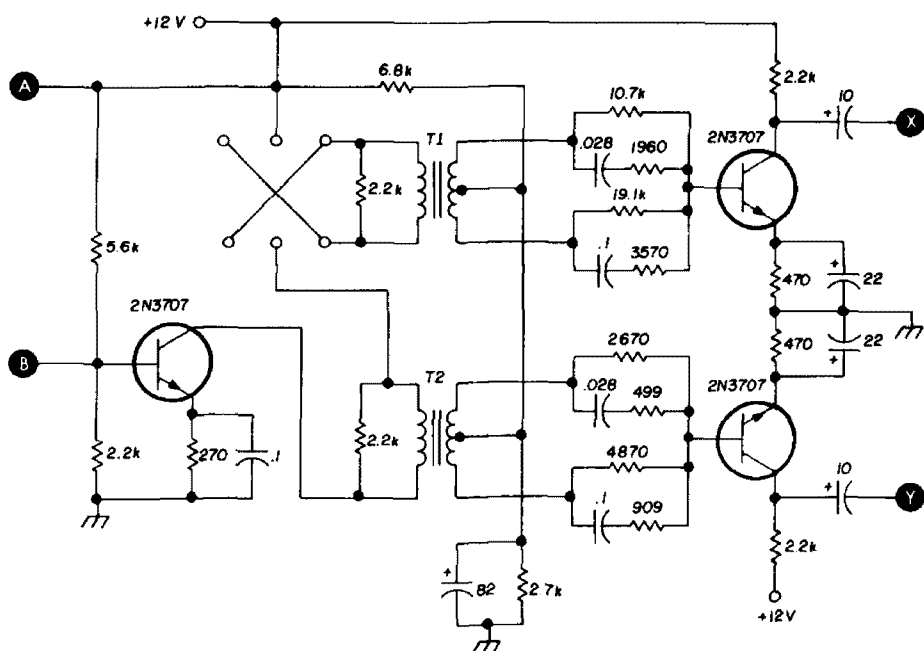 +12 V
A
6.8k
2.2k
10
X
10.7k
T1
.028
1960
2N3707
2.2k
19.1k
5.6k
.1
3570
470
22
2N3707
B
T2
2670
470
22
.028
499
2N3707
2.2k
270
.1
2.2k
4870
.1
909
10
Y
82
2.7k
2.2k
+12V